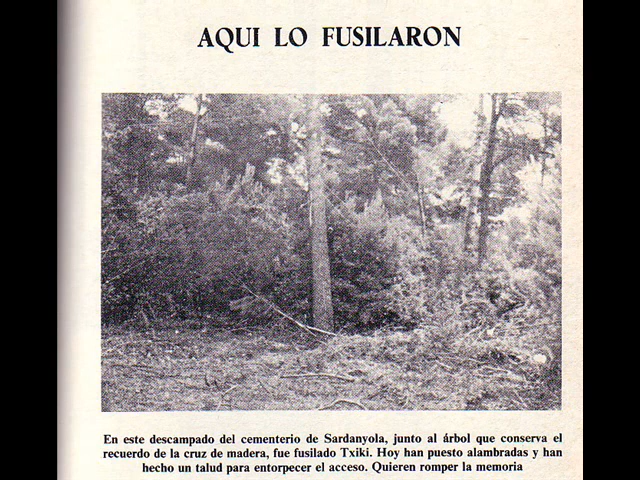 AQUI LO FUSILARON
En este descampado del cementerio de Sardanyola, junto al árbol que conserva el
recuerdo de la cruz de madera, fue fusilado Txiki. Hoy han puesto alambradas y han
hecho un talud para entorpecer el acceso. Quieren romper la memoria